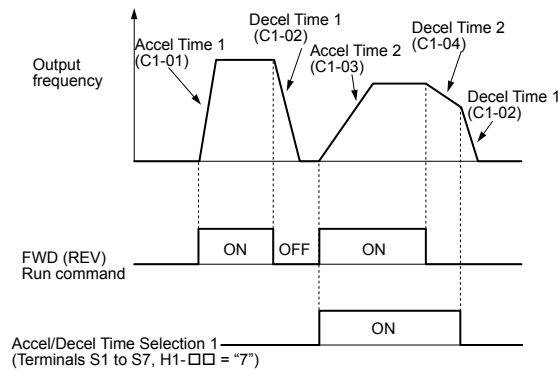 Output
frequency
Accel Time 1
(C1-01)
Decel Time 1
(C1-02)
Accel Time 2
(C1-03)
Decel Time 2
(C1-04)
Decel Time 1
(C1-02)
FWD (REV)
Run command
ON
OFF
ON
Accel/Decel Time Selection 1
(Terminals S1 to S7, H1-□□ = “7”)
ON